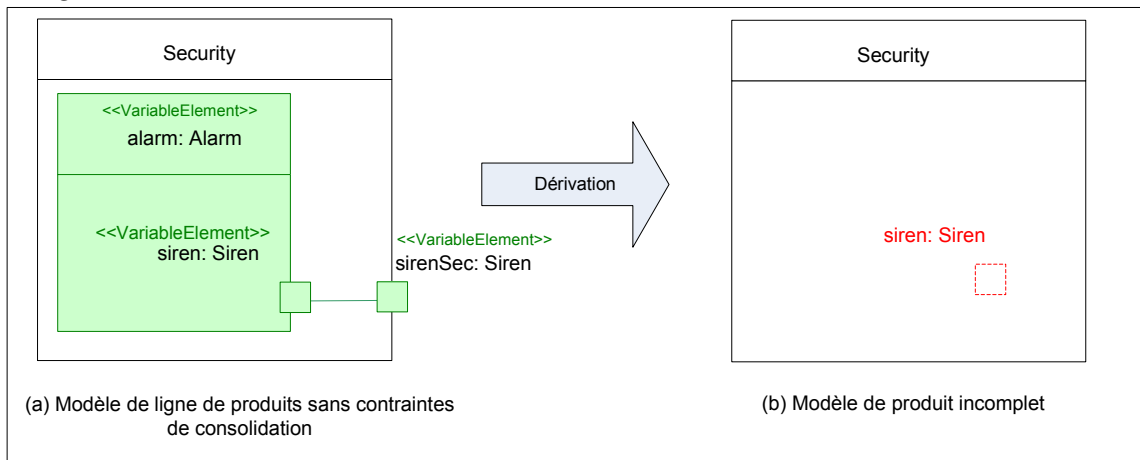 Security
<<VariableElement>>
alarm: Alarm
<<VariableElement>>
siren: Siren
<<VariableElement>>
sirenSec: Siren
Dérivation
Security
siren: Siren
(a) Modèle de ligne de produits sans contraintes
de consolidation
(b) Modèle de produit incomplet